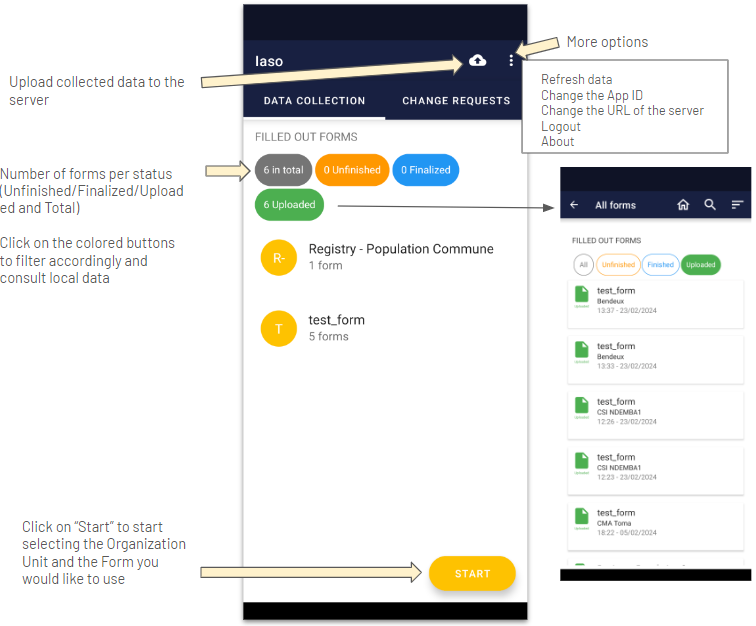 More options
Iaso
Upload collected data to the
server
Refresh data
Change the App ID
Change the URL of the server
Logout
About
DATA COLLECTION
CHANGE REQUESTS
FILLED OUT FORMS
Number of forms per status
(Unfinished/Finalized/Upload
ed and Total)
6 in total
0 Unfinished
0 Finalized
6 Uploaded
Click on the colored buttons
to filter accordingly and
consult local data
R-
Registry - Population Commune
1 form
T
test_form
5 forms
All forms
FILLED OUT FORMS
All
Unfinished
Finished
Uploaded
test_form
Bendeux
13:37 - 23/02/2024
test_form
Bendeux
13:33 - 23/02/2024
test_form
CSI NDEMBA1
12:26 - 23/02/2024
test_form
CSI NDEMBA1
12:23 - 23/02/2024
test_form
CMA Toma
18:22 - 05/02/2024
Click on “Start” to start
selecting the Organization
Unit and the Form you
would like to use
START